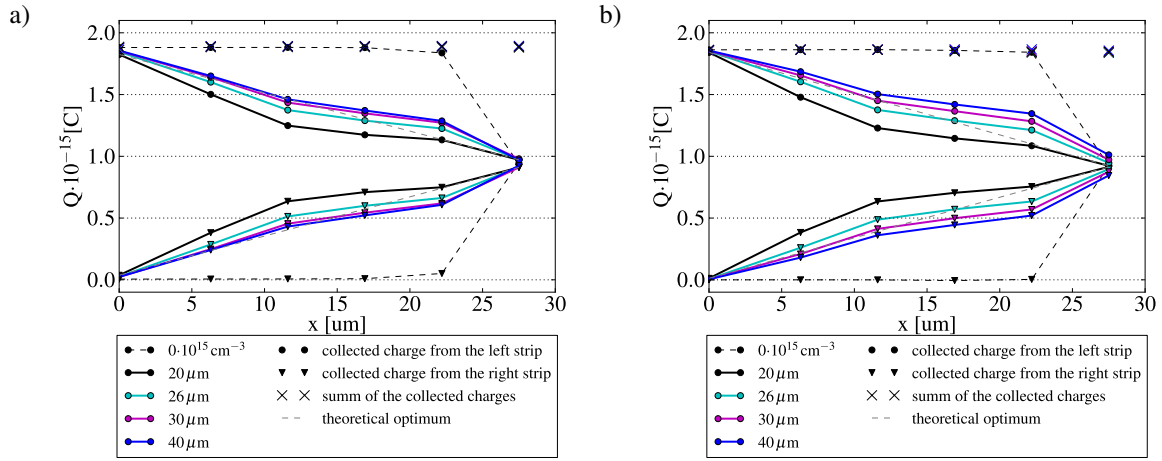 a)
2.0
1.5
1.0
0.5
0.0
Q·10⁻¹⁵[C]
0 5 10 15 20 25 30
x [um]
0·10¹⁵ cm⁻³
20 μm
26 μm
30 μm
40 μm
collected charge from the left strip
collected charge from the right strip
summ of the collected charges
theoretical optimum
b)
2.0
1.5
1.0
0.5
0.0
Q·10⁻¹⁵[C]
0 5 10 15 20 25 30
x [um]
0·10¹⁵ cm⁻³
20 μm
26 μm
30 μm
40 μm
collected charge from the left strip
collected charge from the right strip
summ of the collected charges
theoretical optimum